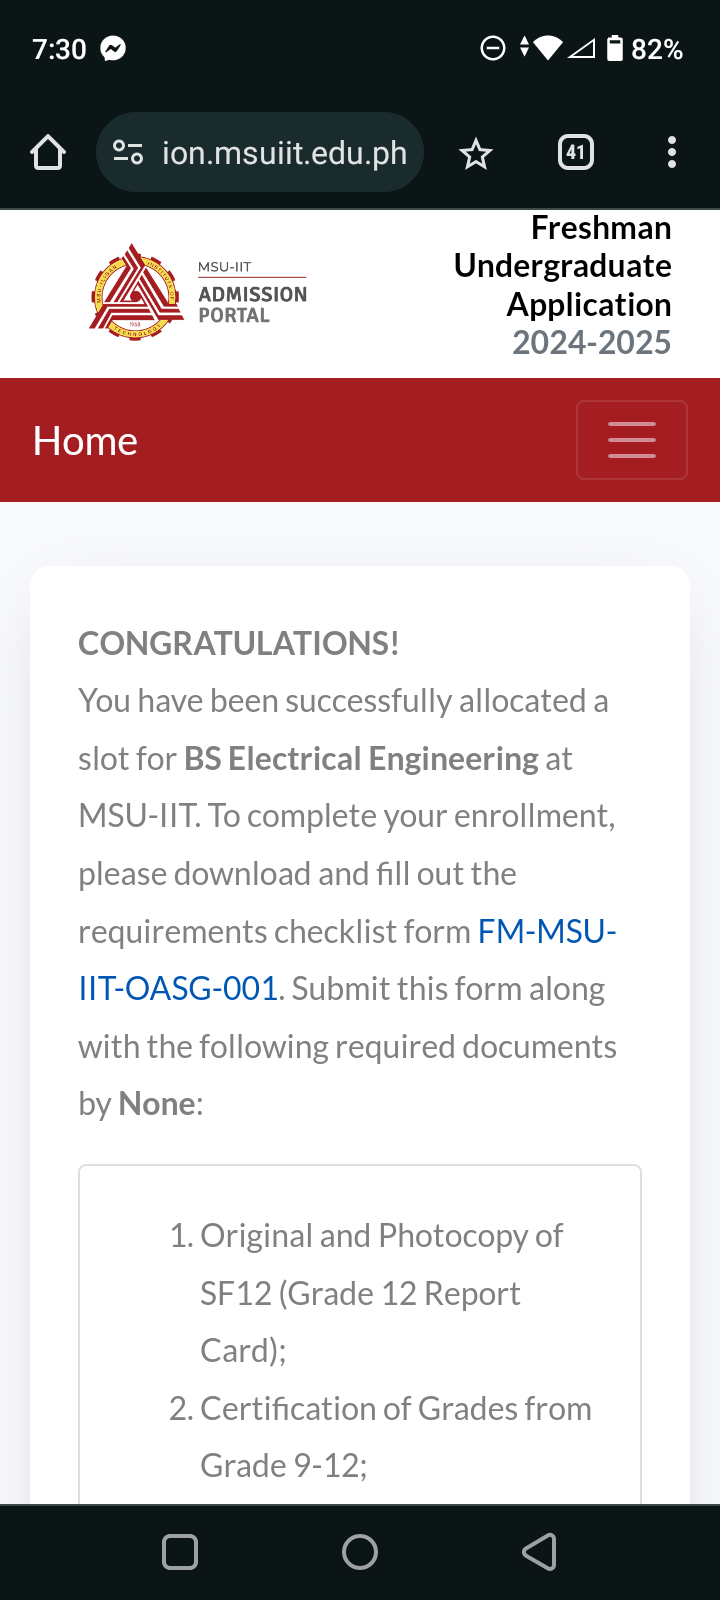 7:30
82%
ion.msuiit.edu.ph
41
MSU-IIT
ADMISSION
PORTAL
1968
Freshman
Undergraduate
Application
2024-2025
Home
CONGRATULATIONS!
You have been successfully allocated a
slot for BS Electrical Engineering at
MSU-IIT. To complete your enrollment,
please download and fill out the
requirements checklist form FM-MSU-
IIT-OASG-001. Submit this form along
with the following required documents
by None:
1. Original and Photocopy of
SF12 (Grade 12 Report
Card);
2. Certification of Grades from
Grade 9-12;